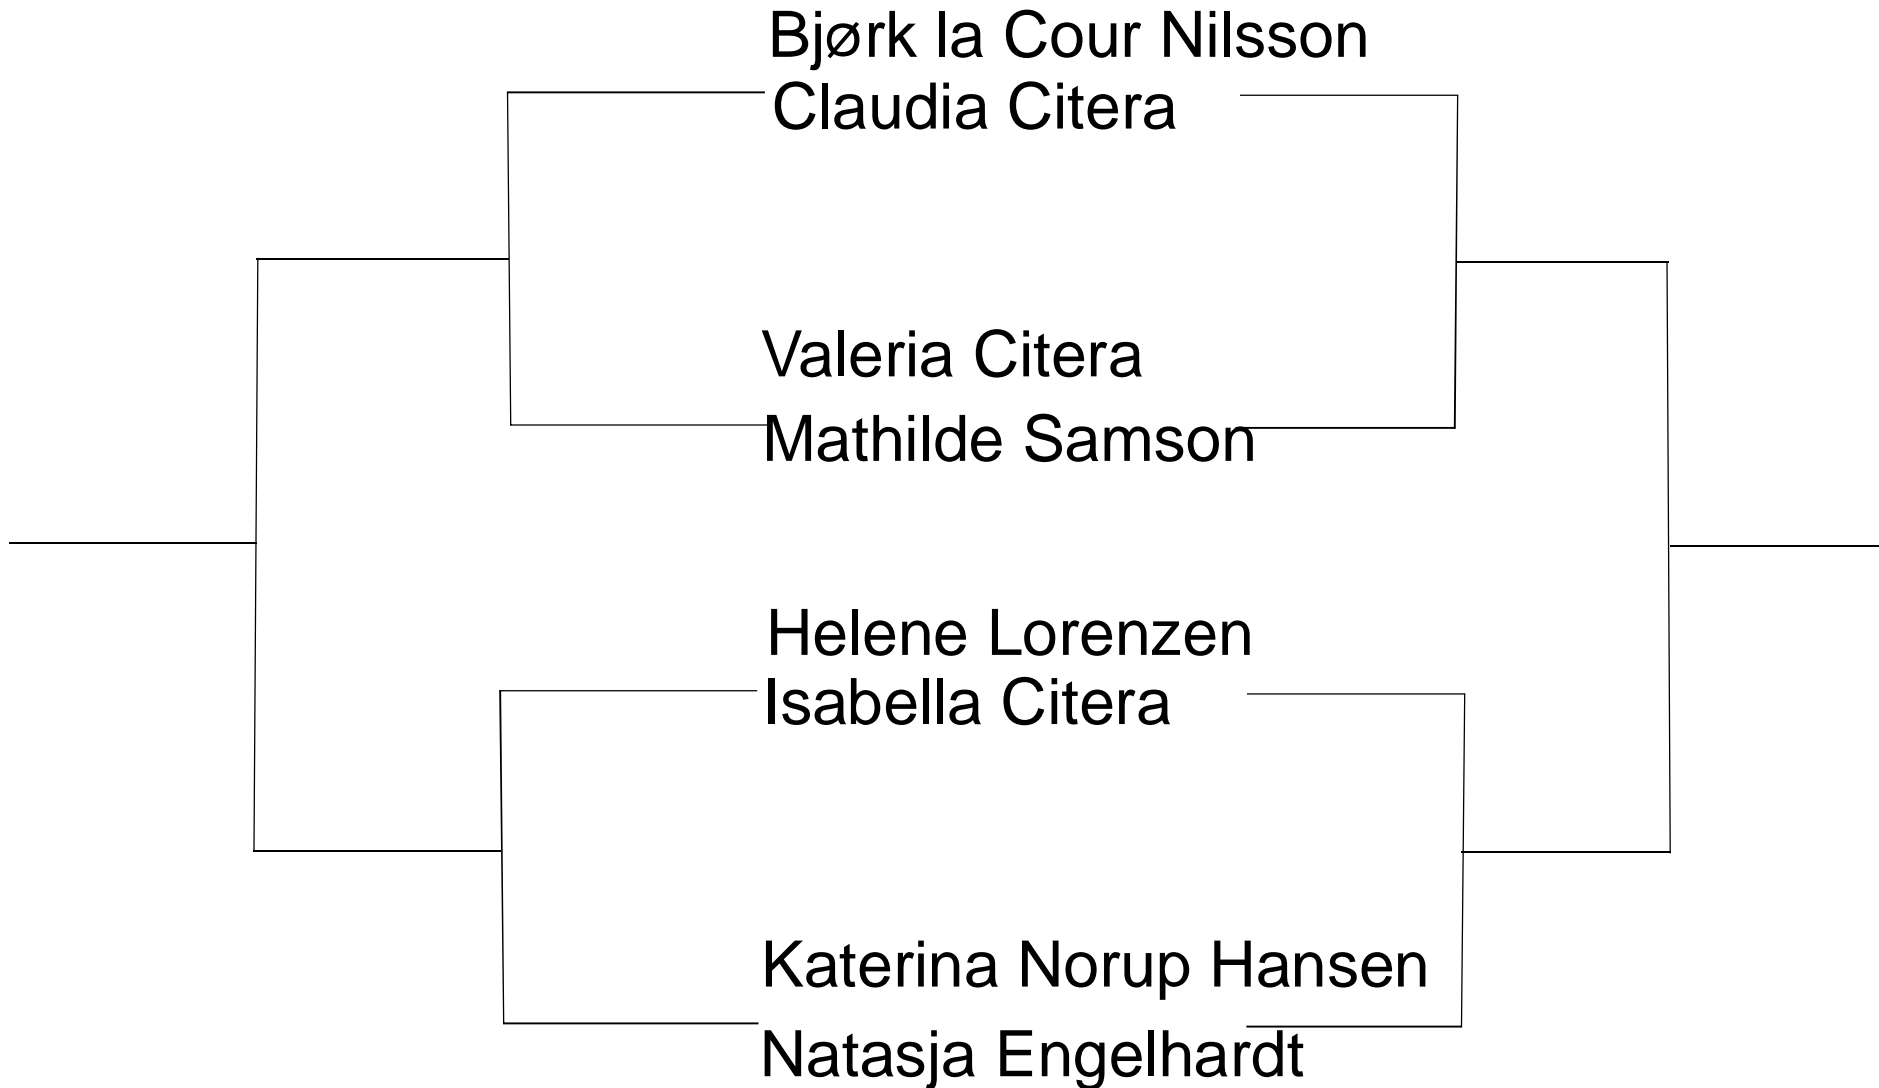 Bjørk la Cour Nilsson
Claudia Citera
Valeria Citera
Mathilde Samson
Helene Lorenzen
Isabella Citera
Katerina Norup Hansen
Natasja Engelhardt